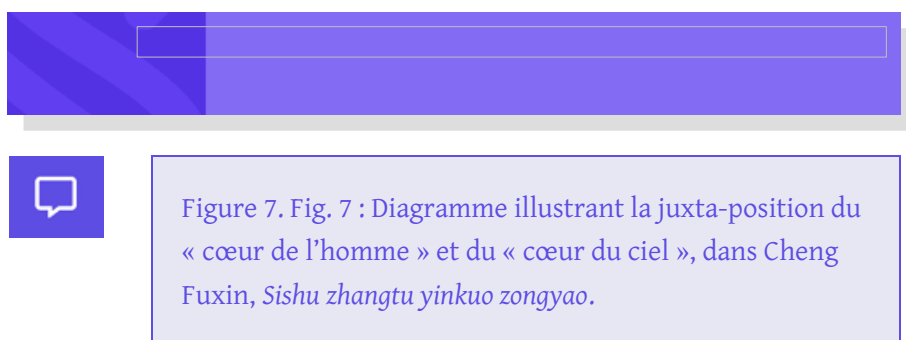 Figure 7. Fig. 7 : Diagramme illustrant la juxta-position du
« cœur de l’homme » et du « cœur du ciel », dans Cheng
Fuxin, Sishu zhangtu yinkuo zongyao.